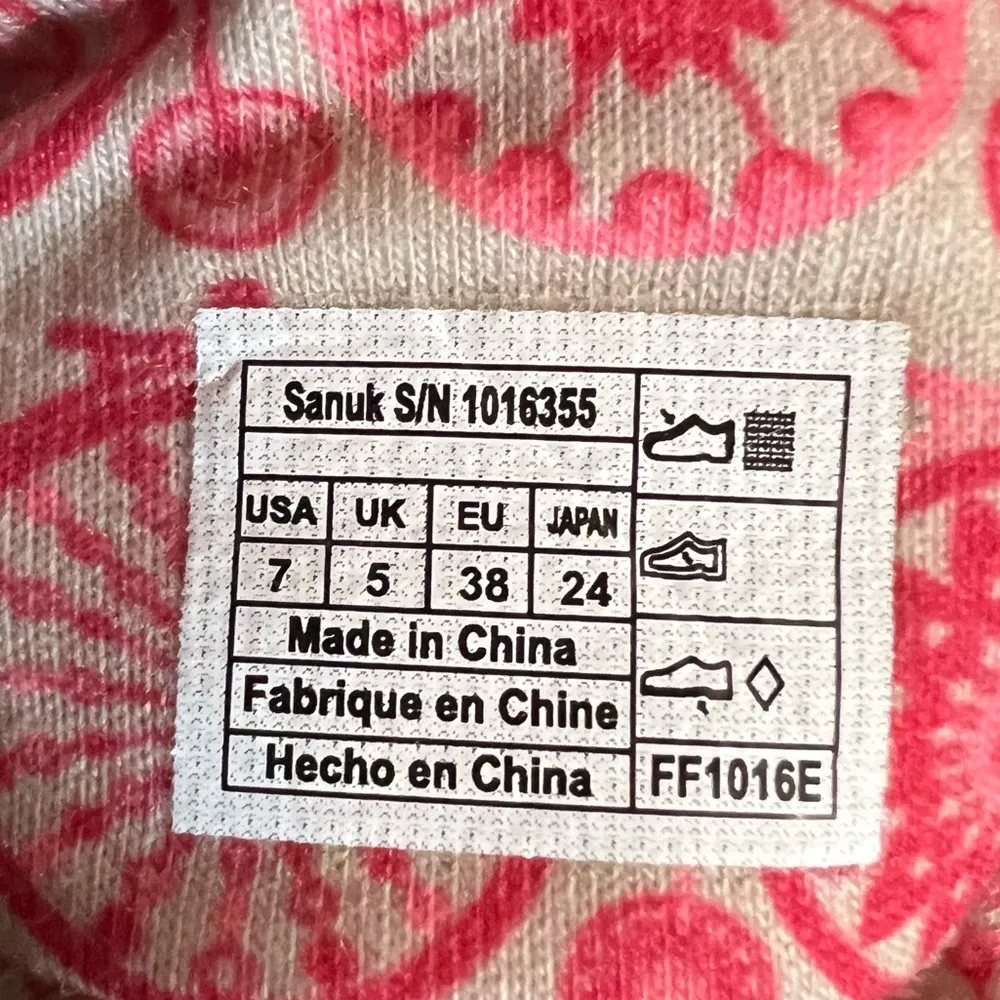 Sanuk S/N 1016355
USA UK EU JAPAN
7 5 38 24
Made in China
Fabrique en Chine
Hecho en China
FF1016E